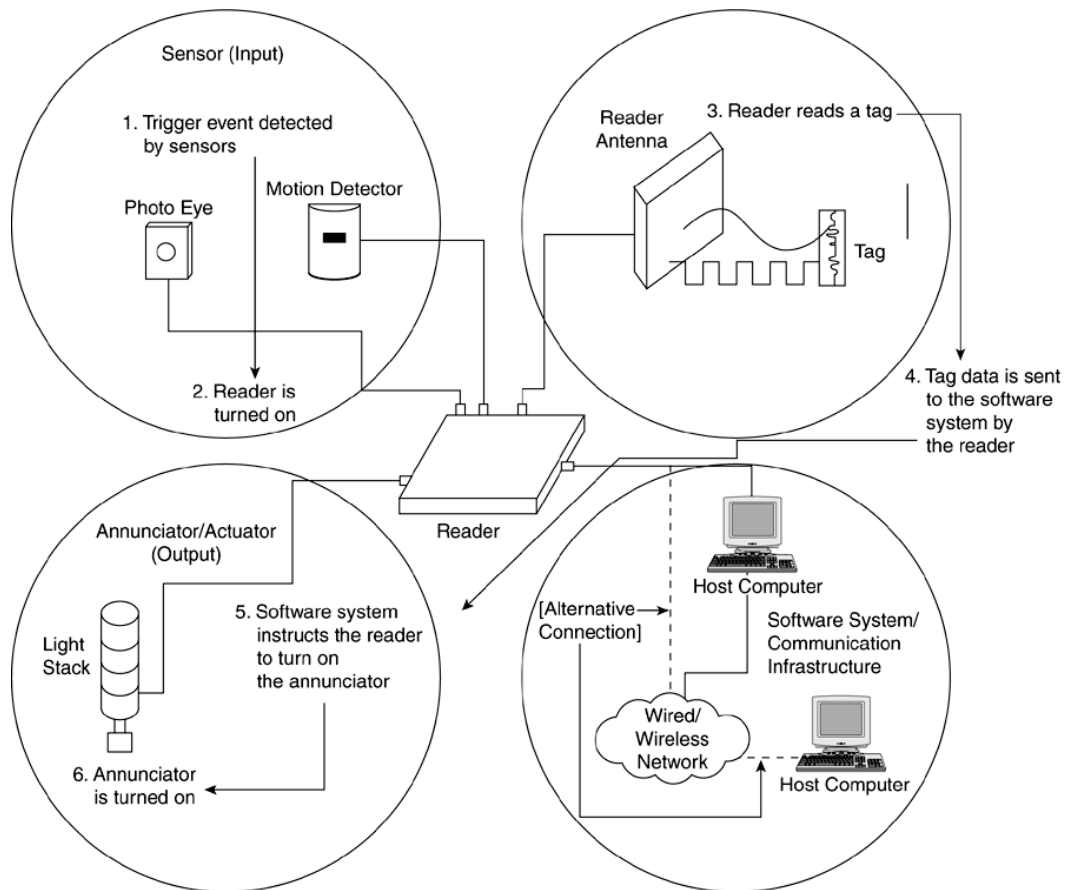 Sensor (Input)
1. Trigger event detected
by sensors
Photo Eye
Motion Detector
2. Reader is
turned on
Reader
Antenna
3. Reader reads a tag
Tag
4. Tag data is sent
to the software
system by
the reader
Reader
Annunciator/Actuator
(Output)
Light
Stack
5. Software system
instructs the reader
to turn on
the annunciator
6. Annunciator
is turned on
Host Computer
[Alternative
Connection]
Software System/
Communication
Infrastructure
Wired/
Wireless
Network
Host Computer